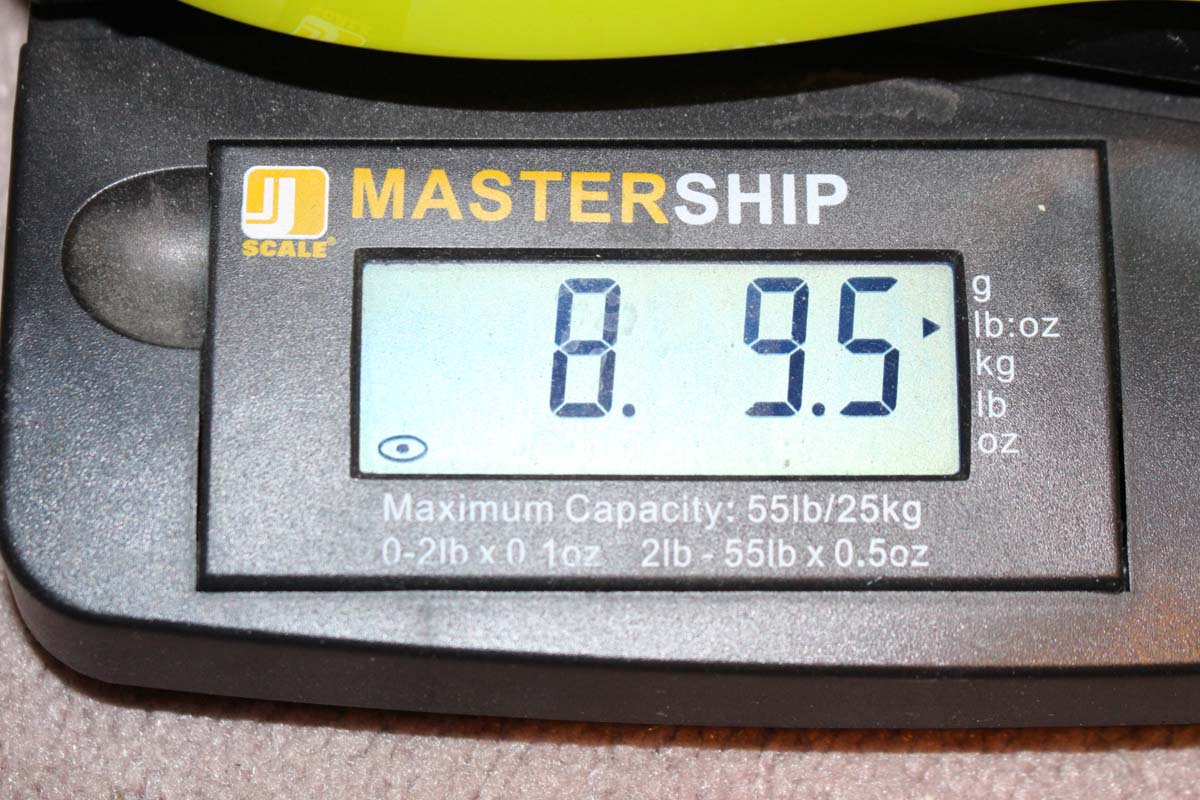 JJ
SCALE®
MASTERSHIP
8. 9.5
g
lb:oz
kg
lb
oz
Maximum Capacity: 55lb/25kg
0-2lb x 0.1oz 2lb - 55lb x 0.5oz